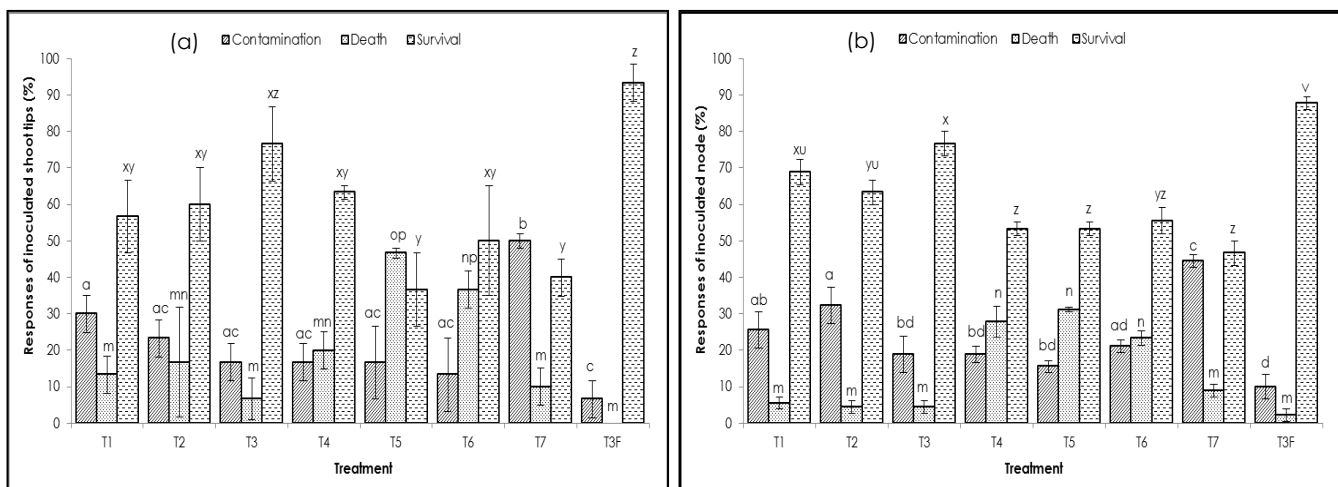 (a)
Contamination Death Survival
Responses of inoculated shoot tips (%)
100
90
80
70
60
50
40
30
20
10
0
a m xy
ac mn xy
ac m xz
ac mn xy
ac op y
ac np xy
b m y
c m z
T1 T2 T3 T4 T5 T6 T7 T3F
Treatment
(b)
Contamination Death Survival
Responses of inoculated node (%)
100
90
80
70
60
50
40
30
20
10
0
ab m xu
a m yu
bd m x
bd n z
bd n z
ad n yz
c m z
d m v
T1 T2 T3 T4 T5 T6 T7 T3F
Treatment